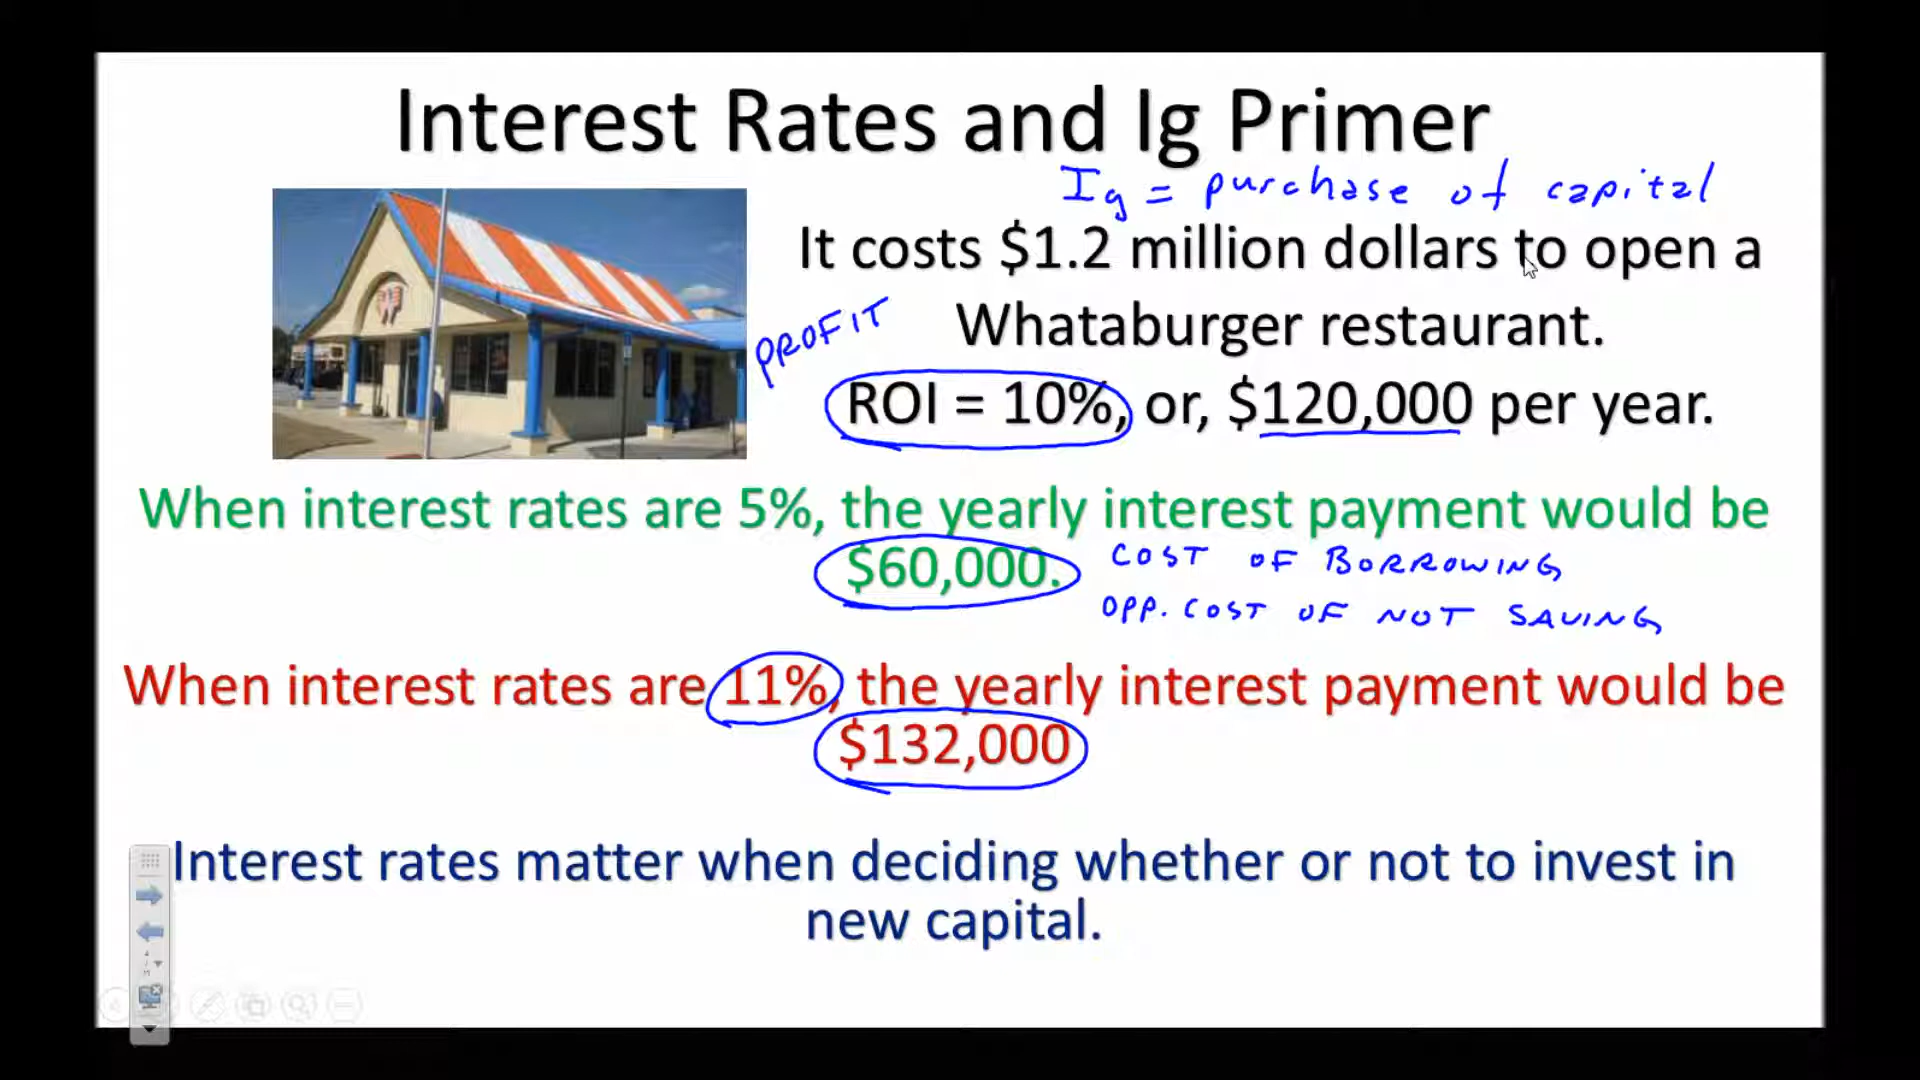 Interest Rates and Ig Primer
Ig = purchase of capital
It costs $1.2 million dollars to open a
Whataburger restaurant.
PROFIT
ROI = 10%, or, $120,000 per year.
When interest rates are 5%, the yearly interest payment would be
$60,000.
COST OF BORROWING
OPP. COST OF NOT SAVING
When interest rates are 11%, the yearly interest payment would be
$132,000
Interest rates matter when deciding whether or not to invest in
new capital.